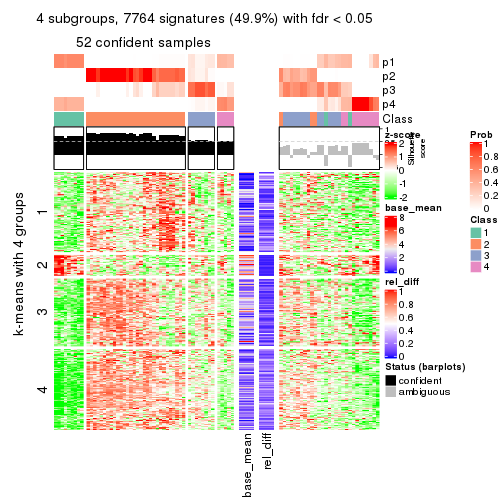 4 subgroups, 7764 signatures (49.9%) with fdr < 0.05
52 confident samples
p1
p2
p3
p4
Class
1
Silhouette
score
k-means with 4 groups
1
2
3
4
base_mean
rel_diff
z-score
2
1
0
-1
-2
base_mean
8
6
4
2
0
rel_diff
1
0.8
0.6
0.4
0.2
0
Status (barplots)
confident
ambiguous
Prob
1
0.8
0.6
0.4
0.2
0
Class
1
2
3
4